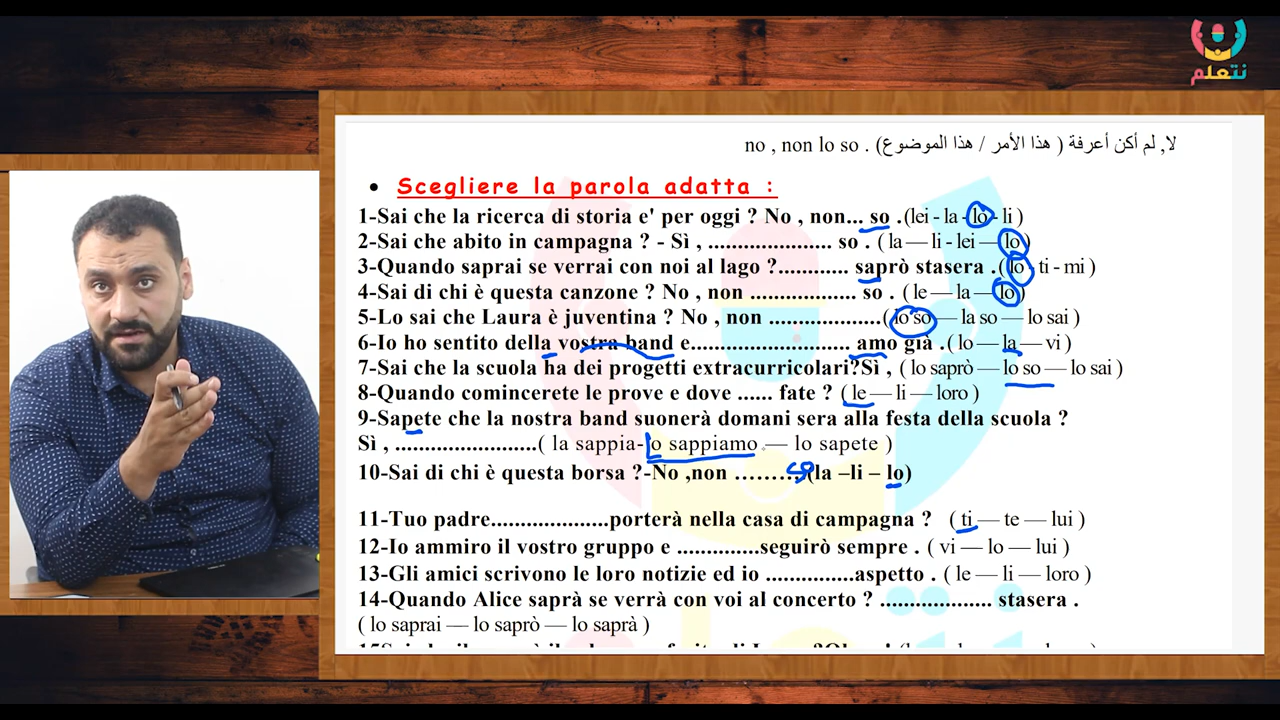 نتعلم
no , non lo so . (لا, لم أكن أعرفة ( هذا الأمر / هذا الموضوع
• Scegliere la parola adatta :
1-Sai che la ricerca di storia e' per oggi ? No , non... so .(lei - la - lo - li )
2-Sai che abito in campagna ? - Sì , ..................... so . ( la — li - lei — lo )
3-Quando saprai se verrai con noi al lago ?............ saprò stasera .( lo - ti - mi )
4-Sai di chi è questa canzone ? No , non .................. so . ( le — la — lo )
5-Lo sai che Laura è juventina ? No , non ...................( lo so — la so — lo sai )
6-Io ho sentito della vostra band e........................... amo già . ( lo — la — vi )
7-Sai che la scuola ha dei progetti extracurricolari?Sì , ( lo saprò — lo so — lo sai )
8-Quando comincerete le prove e dove ...... fate ? ( le — li — loro )
9-Sapete che la nostra band suonerà domani sera alla festa della scuola ?
Sì , ........................( la sappia- Lo sappiamo — lo sapete )
10-Sai di chi è questa borsa ?-No ,non ……… so (la –li – lo)
11-Tuo padre.....................porterà nella casa di campagna ? ( ti — te — lui )
12-Io ammiro il vostro gruppo e ..............seguirò sempre . ( vi — lo — lui )
13-Gli amici scrivono le loro notizie ed io ...............aspetto . ( le — li — loro )
14-Quando Alice saprà se verrà con voi al concerto ? ................... stasera .
( lo saprai — lo saprò — lo saprà )